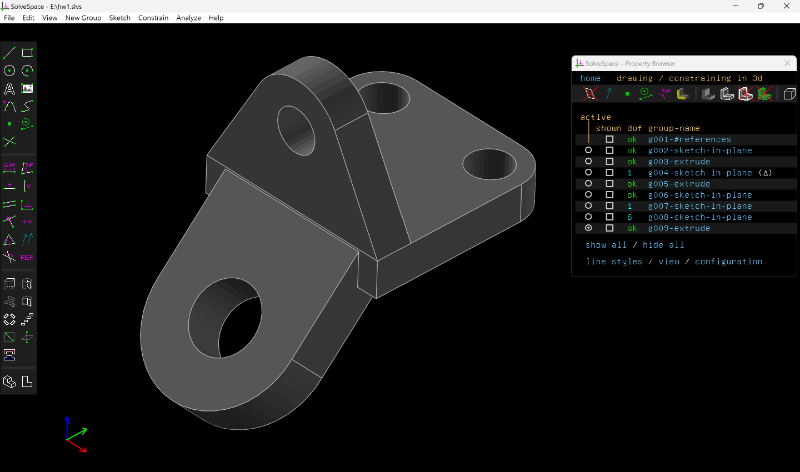 SolveSpace - E:\hw1.slvs
File Edit View New Group Sketch Constrain Analyze Help
SolveSpace - Property Browser
home drawing / constraining in 3d
active
shown dof group-name
ok g001-#references
ok g002-sketch-in-plane
ok g003-extrude
1 g004-sketch-in-plane (Δ)
ok g005-extrude
ok g006-sketch-in-plane
1 g007-sketch-in-plane
6 g008-sketch-in-plane
ok g009-extrude
show all / hide all
line styles / view / configuration
REF